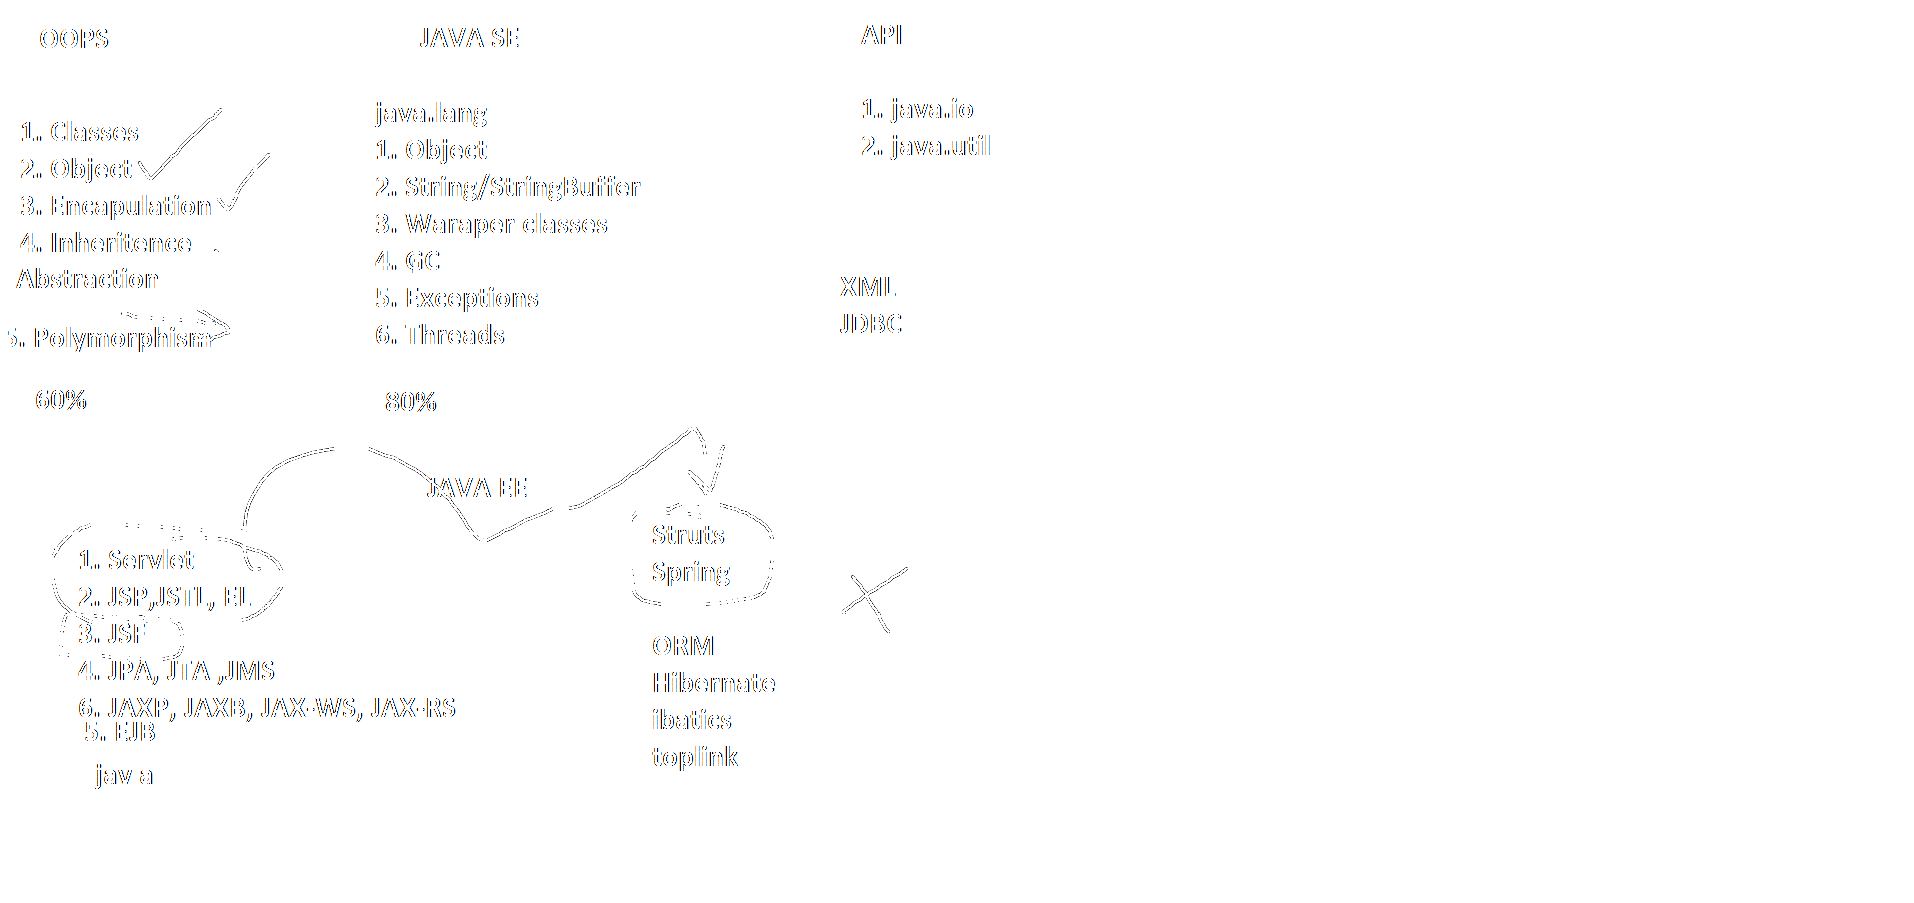 OOPS
1. Classes
2. Object
3. Encapulation
4. Inheritence
Abstraction
5. Polymorphism
60%
JAVA SE
java.lang
1. Object
2. String/StringBuffer
3. Waraper classes
4. GC
5. Exceptions
6. Threads
80%
API
1. java.io
2. java.util
XML
JDBC
JAVA EE
1. Servlet
2. JSP,JSTL, EL
3. JSF
4. JPA, JTA ,JMS
6. JAXP, JAXB, JAX-WS, JAX-RS
5. EJB
jav a
Struts
Spring
ORM
Hibernate
ibatics
toplink